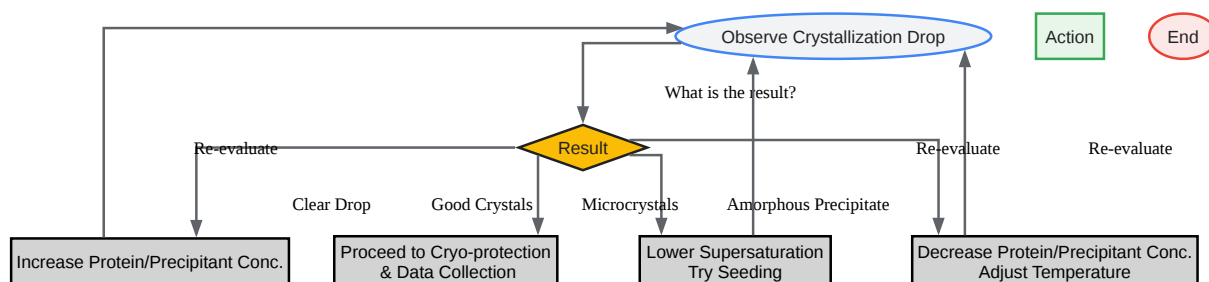 Observe Crystallization Drop
Action
End
What is the result?
Result
Re-evaluate
Re-evaluate
Re-evaluate
Clear Drop
Good Crystals
Microcrystals
Amorphous Precipitate
Increase Protein/Precipitant Conc.
Proceed to Cryo-protection
& Data Collection
Lower Supersaturation
Try Seeding
Decrease Protein/Precipitant Conc.
Adjust Temperature